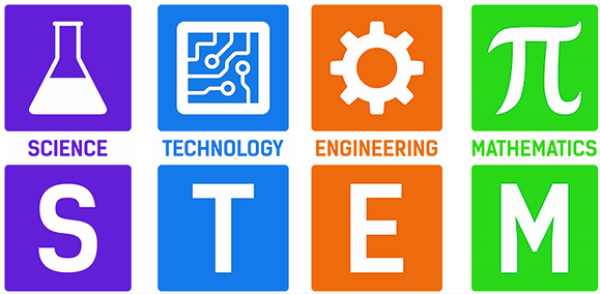 π
SCIENCE TECHNOLOGY ENGINEERING MATHEMATICS
S T E M